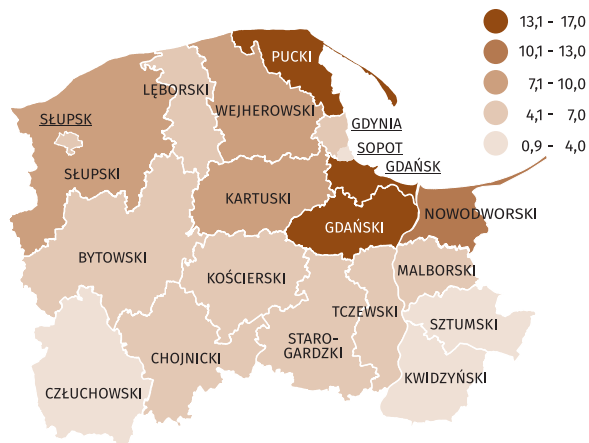 13,1 - 17,0
10,1 - 13,0
7,1 - 10,0
4,1 - 7,0
0,9 - 4,0
PUCKI
LĘBORSKI
WEJHEROWSKI
SŁUPSK
GDYNIA
SOPOT
GDAŃSK
SŁUPSKI
KARTUSKI
NOWODWORSKI
GDAŃSKI
BYTOWSKI
KOŚCIERSKI
MALBORSKI
TCZEWSKI
SZTUMSKI
STARO-
GARDZKI
CHOJNICKI
KWIDZYŃSKI
CZŁUCHOWSKI